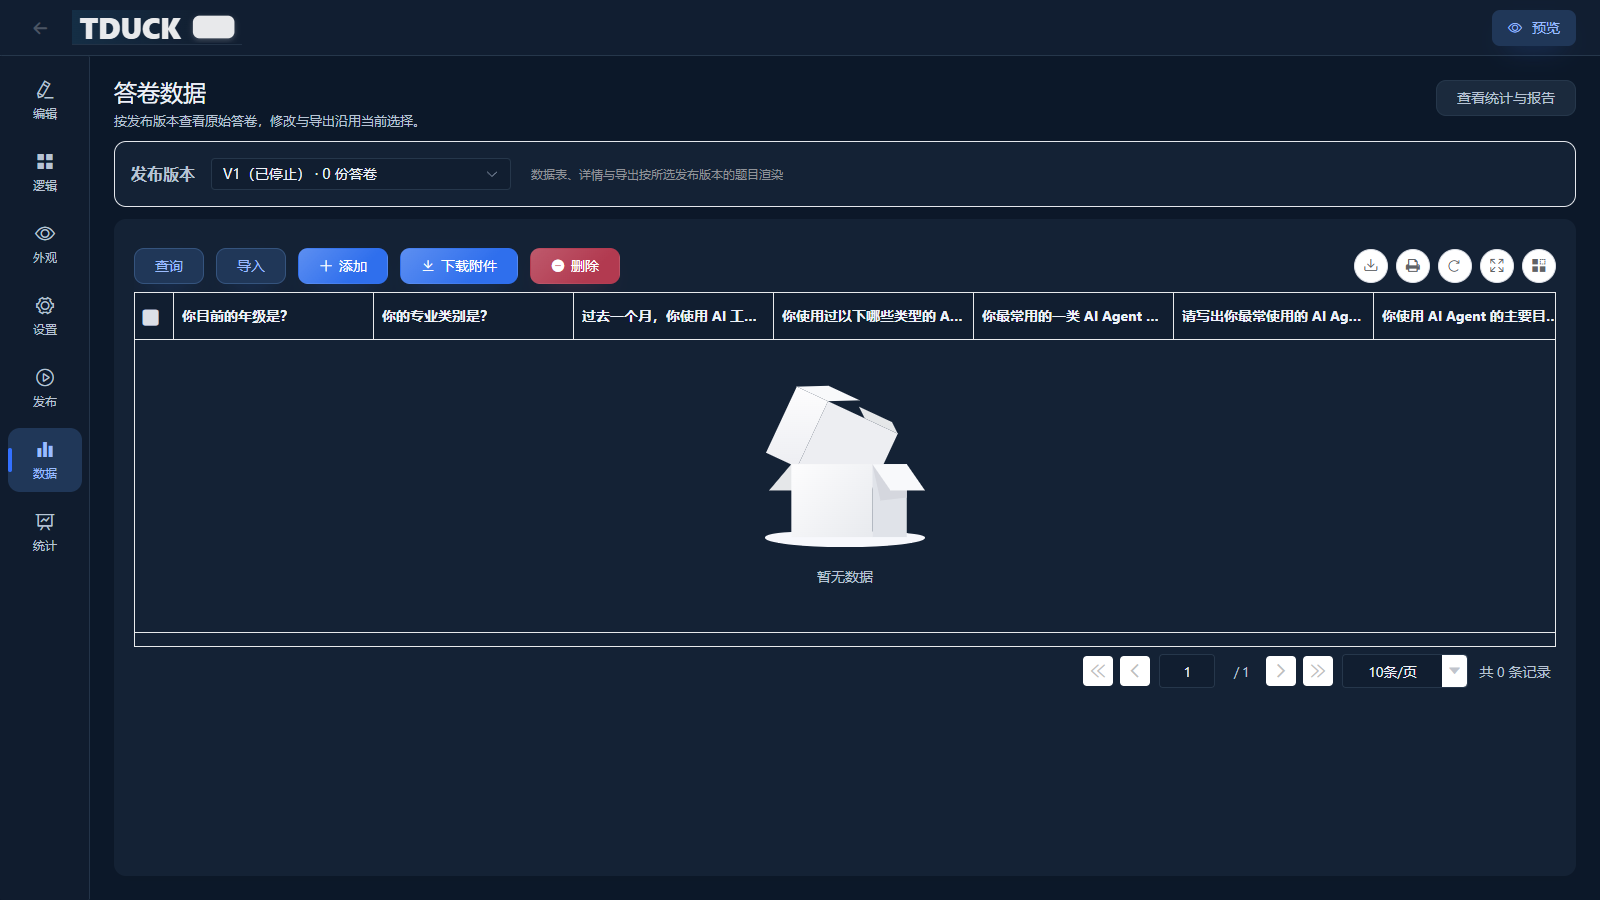 TDUCK
预览
编辑
逻辑
外观
设置
发布
数据
统计
答卷数据
按发布版本查看原始答卷，修改与导出沿用当前选择。
查看统计与报告
发布版本
V1（已停止） · 0 份答卷
数据表、详情与导出按所选发布版本的题目渲染
查询
导入
添加
下载附件
删除
你目前的年级是？
你的专业类别是？
过去一个月，你使用 AI 工...
你使用过以下哪些类型的 A...
你最常用的一类 AI Agent ...
请写出你最常使用的 AI Ag...
你使用 AI Agent 的主要目...
暂无数据
1
/ 1
10条/页
共 0 条记录